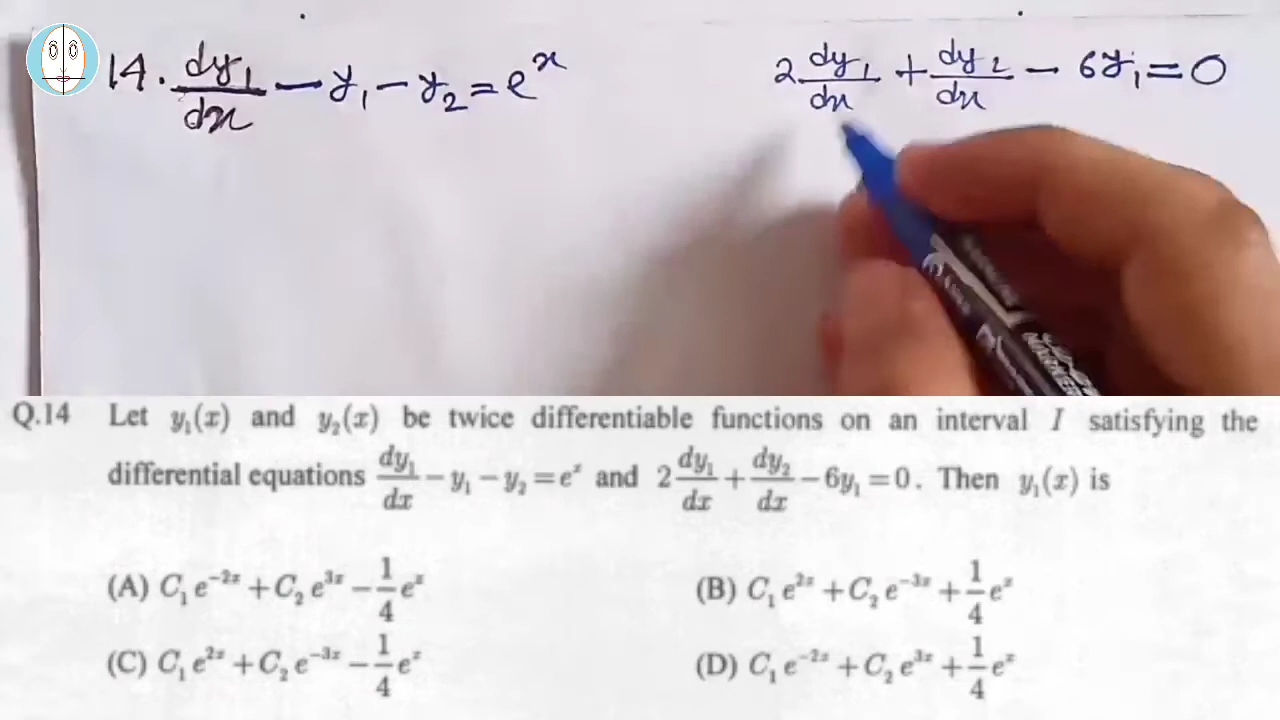 14. dy₁/dx − y₁ − y₂ = eˣ 2 dy₁/dx + dy₂/dx − 6y₁ = 0
Q.14 Let y₁(x) and y₂(x) be twice differentiable functions on an interval I satisfying the
differential equations dy₁/dx − y₁ − y₂ = eˣ and 2 dy₁/dx + dy₂/dx − 6y₁ = 0. Then y₁(x) is
(A) C₁e⁻²ˣ + C₂e³ˣ − 1/4 eˣ (B) C₁e²ˣ + C₂e⁻³ˣ + 1/4 eˣ
(C) C₁e²ˣ + C₂e⁻³ˣ − 1/4 eˣ (D) C₁e⁻²ˣ + C₂e³ˣ + 1/4 eˣ